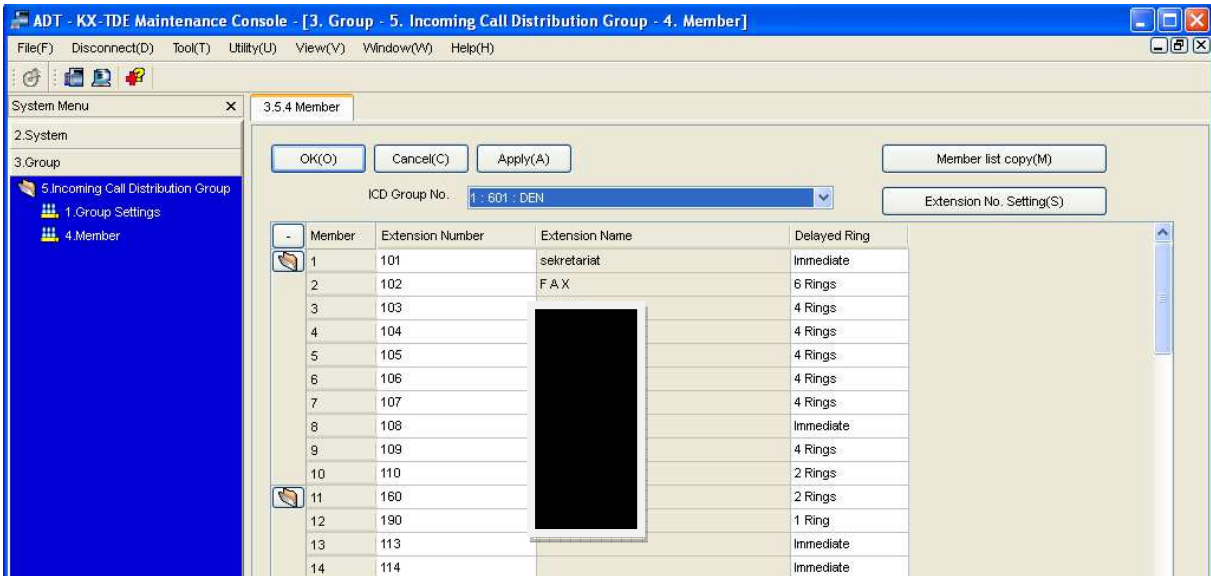 ADT - KX-TDE Maintenance Console - [3. Group - 5. Incoming Call Distribution Group - 4. Member]
File(F) Disconnect(D) Tool(T) Utility(U) View(V) Window(W) Help(H)
System Menu
3.5.4 Member
2.System
3.Group
5.Incoming Call Distribution Group
1.Group Settings
4.Member
OK(O) Cancel(C) Apply(A) Member list copy(M)
ICD Group No. 1 : 601 : DEN Extension No. Setting(S)
- Member Extension Number Extension Name Delayed Ring
1 101 sekretariat Immediate
2 102 F A X 6 Rings
3 103 4 Rings
4 104 4 Rings
5 105 4 Rings
6 106 4 Rings
7 107 4 Rings
8 108 Immediate
9 109 4 Rings
10 110 2 Rings
11 160 2 Rings
12 190 1 Ring
13 113 Immediate
14 114 Immediate